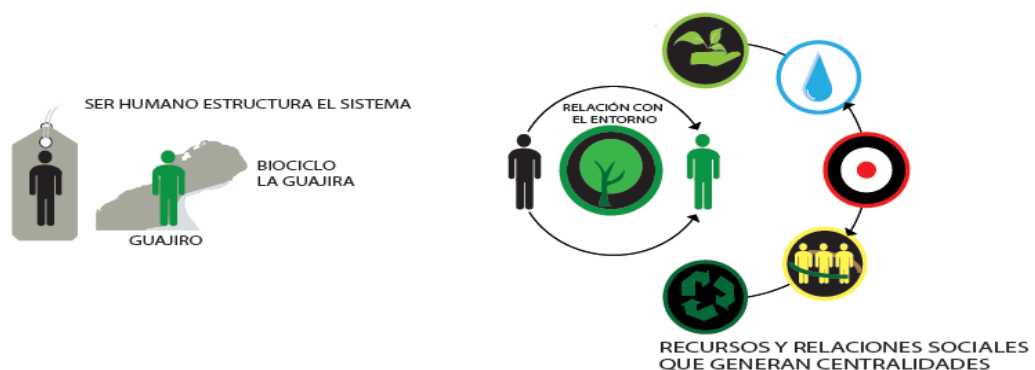 SER HUMANO ESTRUCTURA EL SISTEMA
BIOCICLO
LA GUAJIRA
GUAJIRO
RELACIÓN CON
EL ENTORNO
RECURSOS Y RELACIONES SOCIALES
QUE GENERAN CENTRALIDADES